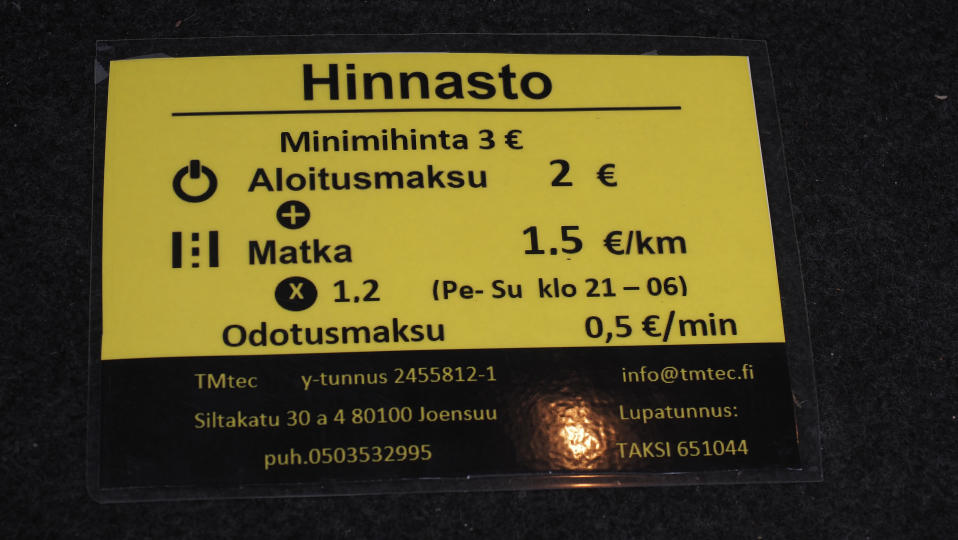 Hinnasto
Minimihinta 3 €
Aloitusmaksu 2 €
+
Matka 1.5 €/km
X 1,2 (Pe- Su klo 21 – 06)
Odotusmaksu 0,5 €/min
TMtec y-tunnus 2455812-1 info@tmtec.fi
Siltakatu 30 a 4 80100 Joensuu Lupatunnus:
puh.0503532995 TAKSI 651044